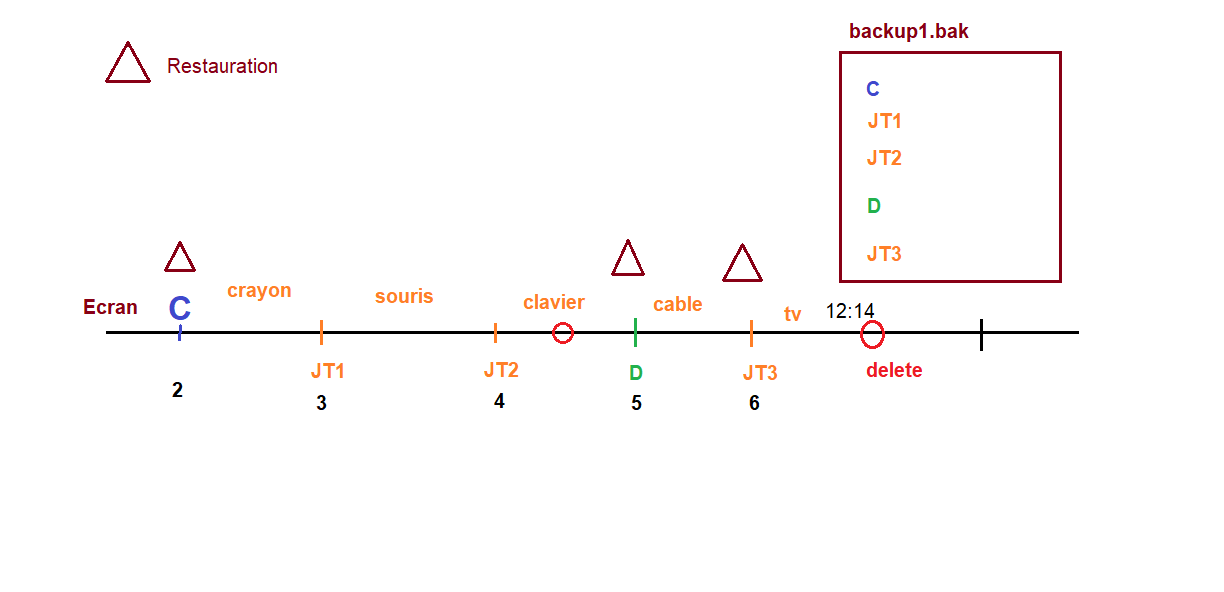 backup1.bak
Restauration
C
JT1
JT2
D
JT3
Ecran
C
crayon
souris
clavier
cable
tv
12:14
JT1
JT2
D
JT3
delete
2
3
4
5
6